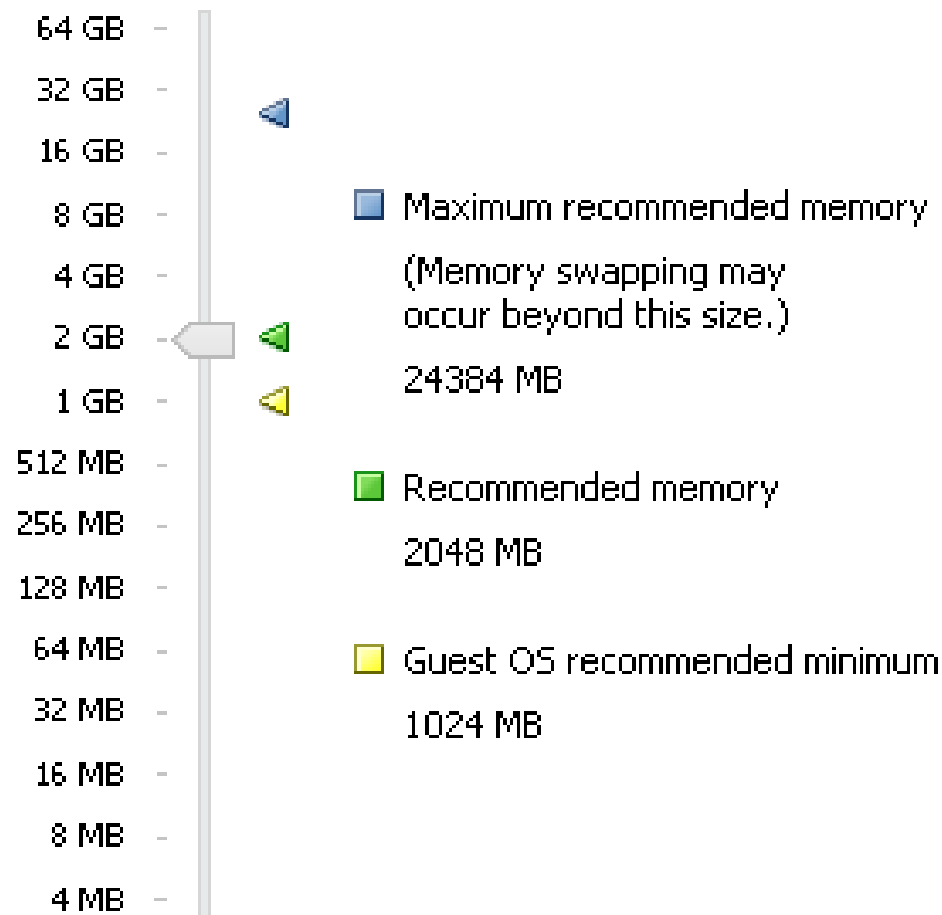 64 GB
32 GB
16 GB
8 GB
4 GB
2 GB
1 GB
512 MB
256 MB
128 MB
64 MB
32 MB
16 MB
8 MB
4 MB
Maximum recommended memory
(Memory swapping may
occur beyond this size.)
24384 MB
Recommended memory
2048 MB
Guest OS recommended minimum
1024 MB